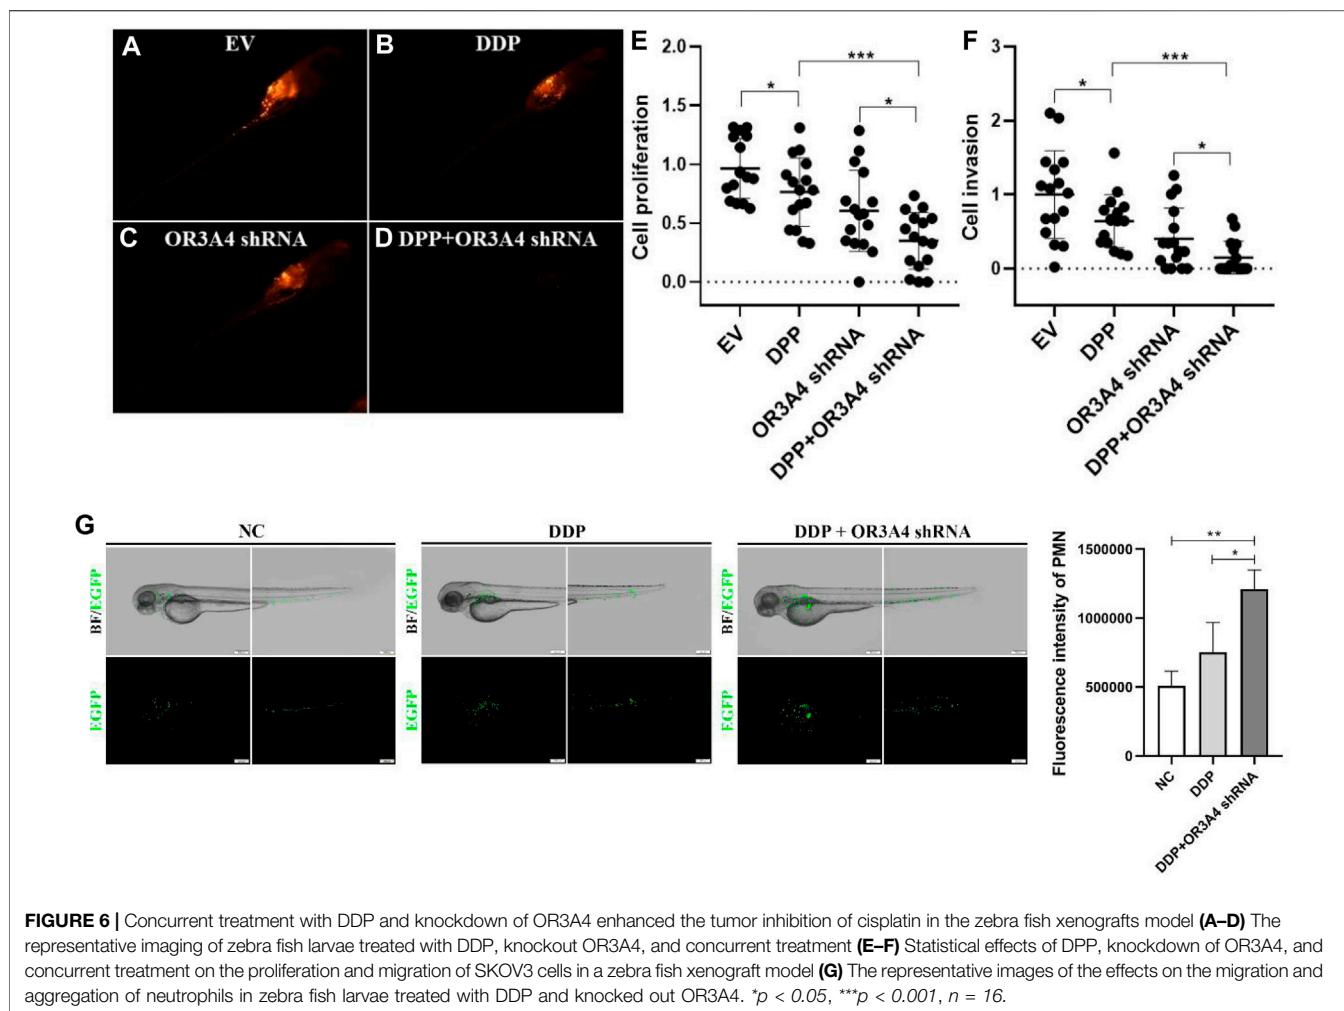 A
EV
B
DDP
C
OR3A4 shRNA
D
DPP+OR3A4 shRNA
E
Cell proliferation
2.0
1.5
1.0
0.5
0.0
*
***
*
EV
DPP
OR3A4 shRNA
DPP+OR3A4 shRNA
F
Cell invasion
3
2
1
0
*
***
*
EV
DPP
OR3A4 shRNA
DPP+OR3A4 shRNA
G
NC
DDP
DDP + OR3A4 shRNA
BF/EGFP
BF/EGFP
BF/EGFP
EGFP
EGFP
EGFP
Fluorescence intensity of PMN
1500000
1000000
500000
0
**
*
NC
DDP
DDP+OR3A4 shRNA
FIGURE 6 | Concurrent treatment with DDP and knockdown of OR3A4 enhanced the tumor inhibition of cisplatin in the zebra fish xenografts model (A–D) The
representative imaging of zebra fish larvae treated with DDP, knockout OR3A4, and concurrent treatment (E–F) Statistical effects of DPP, knockdown of OR3A4, and
concurrent treatment on the proliferation and migration of SKOV3 cells in a zebra fish xenograft model (G) The representative images of the effects on the migration and
aggregation of neutrophils in zebra fish larvae treated with DDP and knocked out OR3A4. *p < 0.05, ***p < 0.001, n = 16.